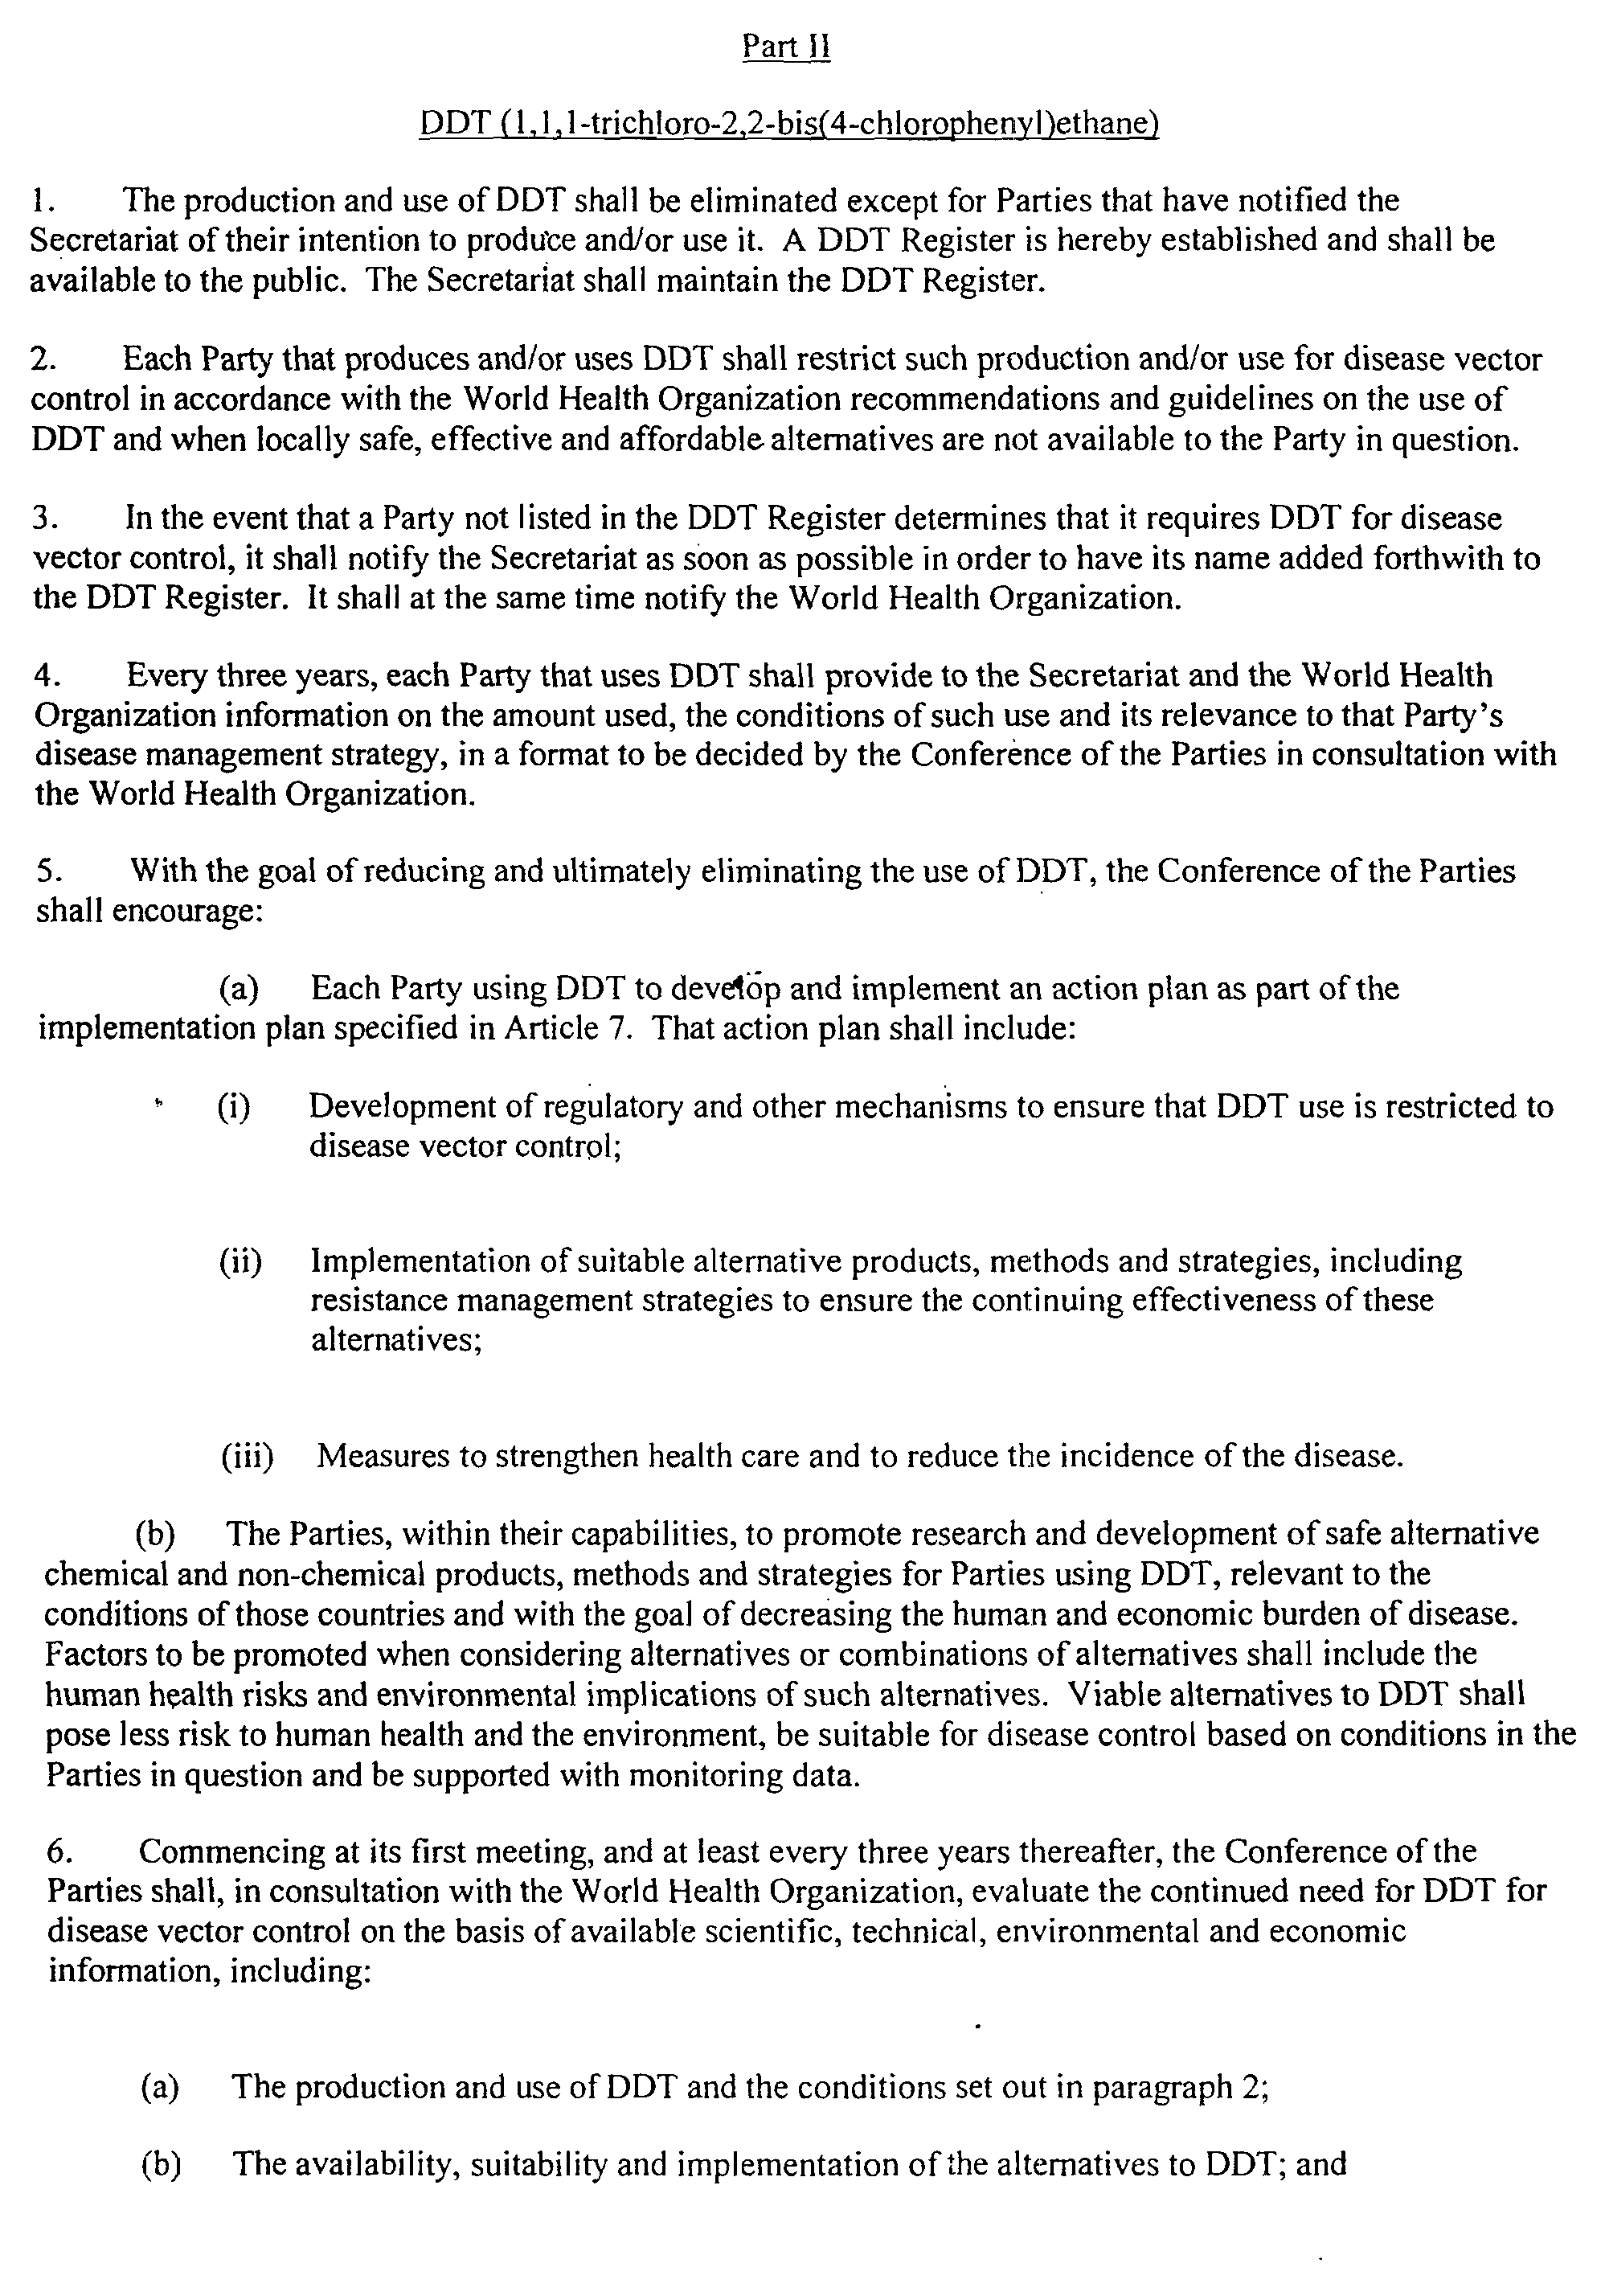 Part II
DDT (1,1,1-trichloro-2,2-bis(4-chlorophenyl)ethane)
1. The production and use of DDT shall be eliminated except for Parties that have notified the
Secretariat of their intention to produce and/or use it. A DDT Register is hereby established and shall be
available to the public. The Secretariat shall maintain the DDT Register.
2. Each Party that produces and/or uses DDT shall restrict such production and/or use for disease vector
control in accordance with the World Health Organization recommendations and guidelines on the use of
DDT and when locally safe, effective and affordable alternatives are not available to the Party in question.
3. In the event that a Party not listed in the DDT Register determines that it requires DDT for disease
vector control, it shall notify the Secretariat as soon as possible in order to have its name added forthwith to
the DDT Register. It shall at the same time notify the World Health Organization.
4. Every three years, each Party that uses DDT shall provide to the Secretariat and the World Health
Organization information on the amount used, the conditions of such use and its relevance to that Party's
disease management strategy, in a format to be decided by the Conference of the Parties in consultation with
the World Health Organization.
5. With the goal of reducing and ultimately eliminating the use of DDT, the Conference of the Parties
shall encourage:
(a) Each Party using DDT to develop and implement an action plan as part of the
implementation plan specified in Article 7. That action plan shall include:
(i) Development of regulatory and other mechanisms to ensure that DDT use is restricted to
disease vector control;
(ii) Implementation of suitable alternative products, methods and strategies, including
resistance management strategies to ensure the continuing effectiveness of these
alternatives;
(iii) Measures to strengthen health care and to reduce the incidence of the disease.
(b) The Parties, within their capabilities, to promote research and development of safe alternative
chemical and non-chemical products, methods and strategies for Parties using DDT, relevant to the
conditions of those countries and with the goal of decreasing the human and economic burden of disease.
Factors to be promoted when considering alternatives or combinations of alternatives shall include the
human health risks and environmental implications of such alternatives. Viable alternatives to DDT shall
pose less risk to human health and the environment, be suitable for disease control based on conditions in the
Parties in question and be supported with monitoring data.
6. Commencing at its first meeting, and at least every three years thereafter, the Conference of the
Parties shall, in consultation with the World Health Organization, evaluate the continued need for DDT for
disease vector control on the basis of available scientific, technical, environmental and economic
information, including:
(a) The production and use of DDT and the conditions set out in paragraph 2;
(b) The availability, suitability and implementation of the alternatives to DDT; and